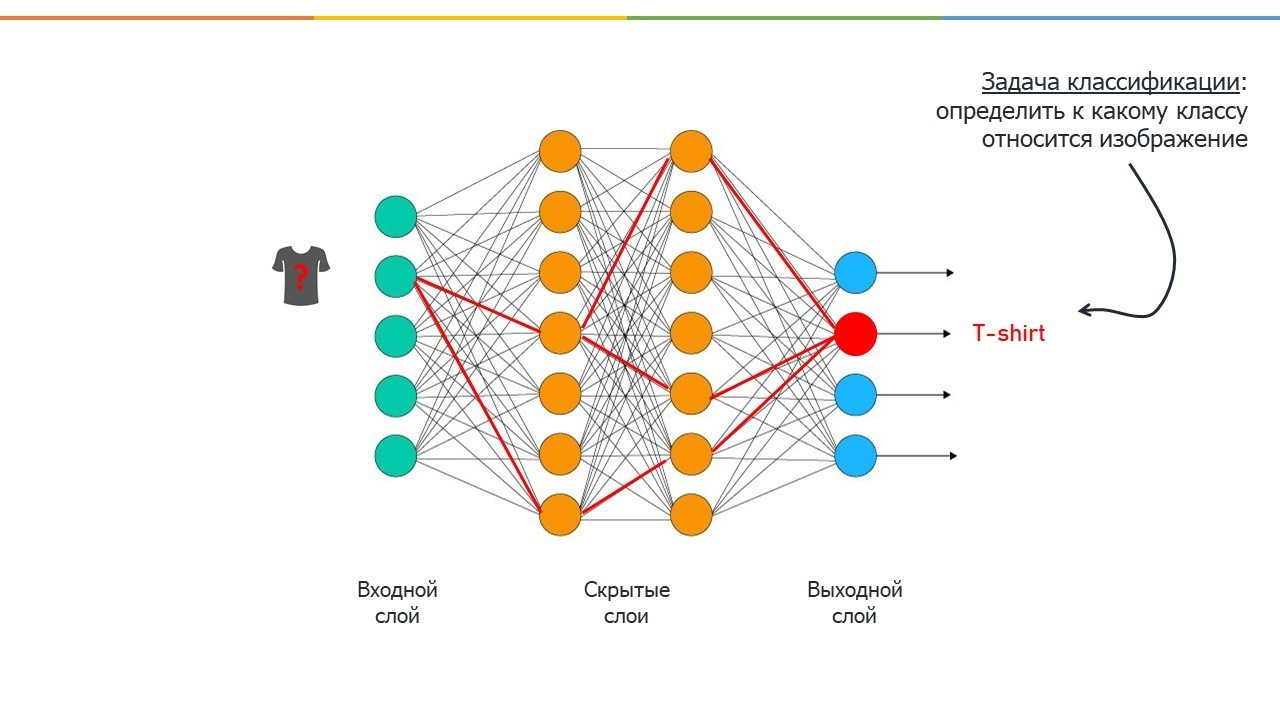 Задача классификации:
определить к какому классу
относится изображение
?
T-shirt
Входной
слой
Скрытые
слои
Выходной
слой